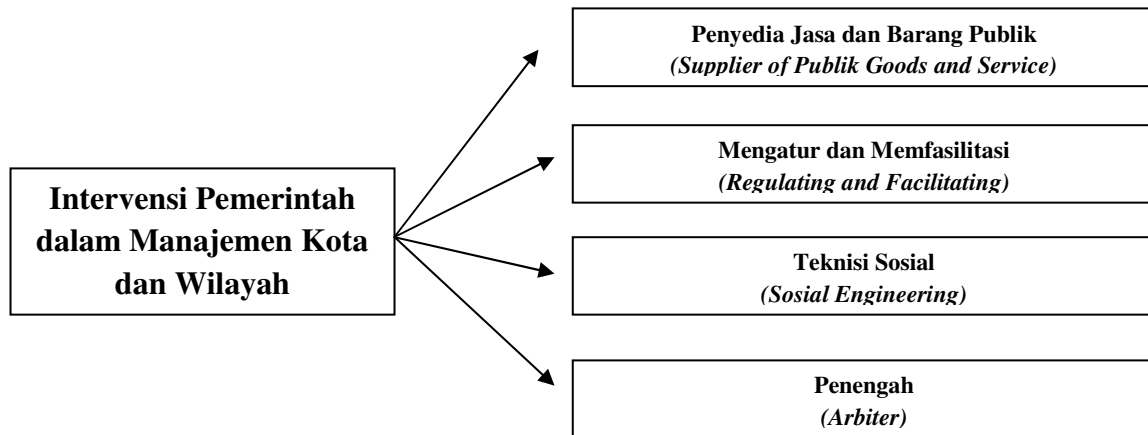 Intervensi Pemerintah
dalam Manajemen Kota
dan Wilayah
Penyedia Jasa dan Barang Publik
(Supplier of Publik Goods and Service)
Mengatur dan Memfasilitasi
(Regulating and Facilitating)
Teknisi Sosial
(Sosial Engineering)
Penengah
(Arbiter)